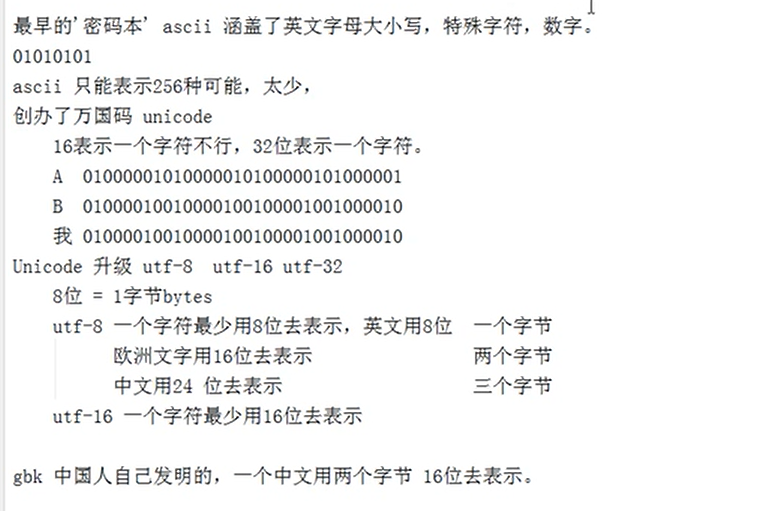 最早的'密码本' ascii 涵盖了英文字母大小写，特殊字符，数字。
01010101
ascii 只能表示256种可能，太少，
创办了万国码 unicode
16表示一个字符不行，32位表示一个字符。
A 01000001010000010100000101000001
B 01000010010000100100001001000010
我 01000010010000100100001001000010
Unicode 升级 utf-8 utf-16 utf-32
8位 = 1字节bytes
utf-8 一个字符最少用8位去表示，英文用8位 一个字节
欧洲文字用16位去表示 两个字节
中文用24 位去表示 三个字节
utf-16 一个字符最少用16位去表示
gbk 中国人自己发明的，一个中文用两个字节 16位去表示。